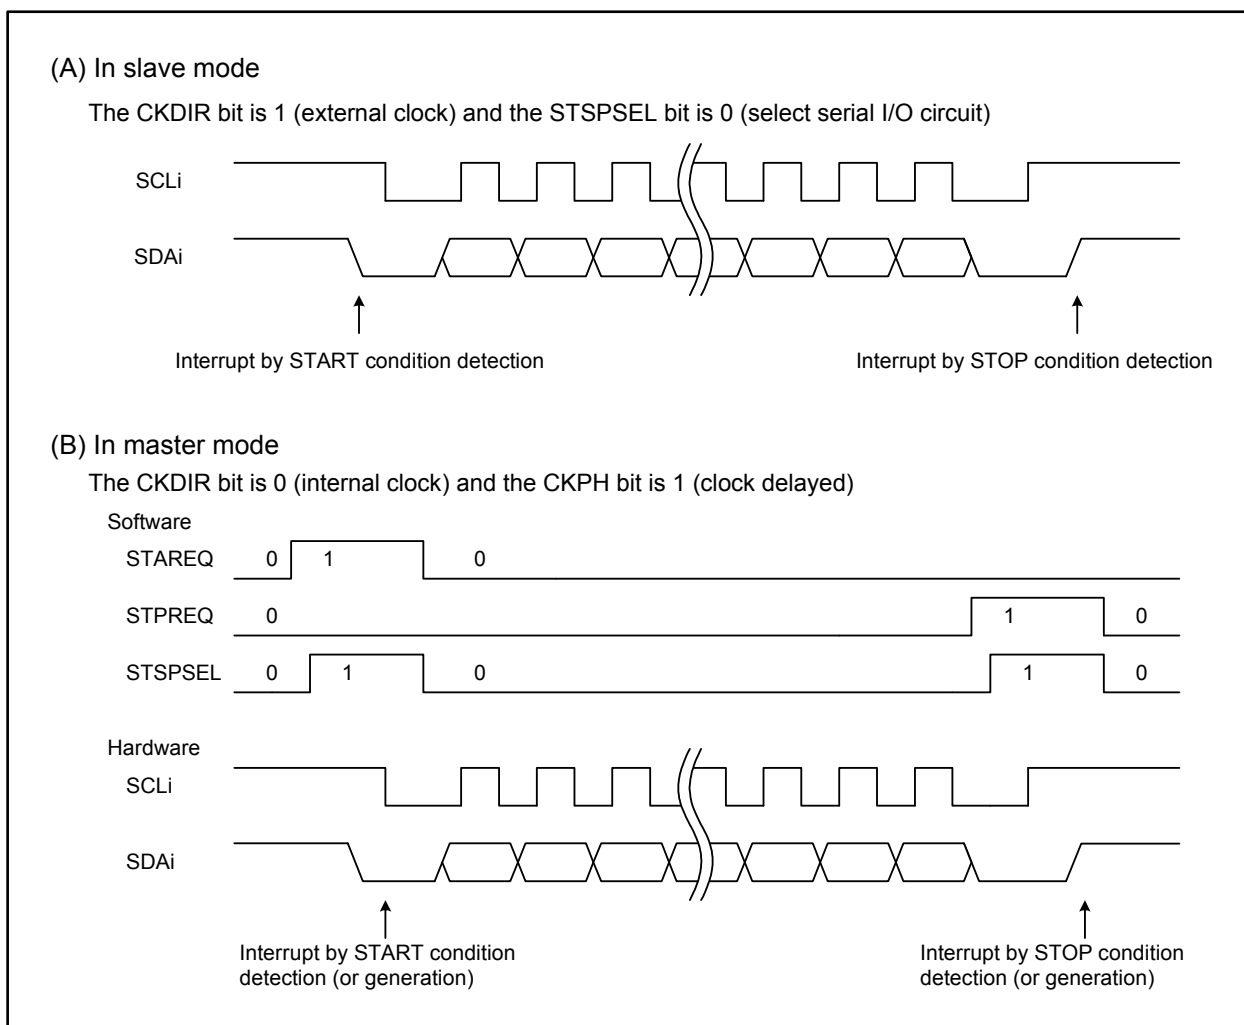 (A) In slave mode
The CKDIR bit is 1 (external clock) and the STSPSEL bit is 0 (select serial I/O circuit)
SCLi
SDAi
Interrupt by START condition detection
Interrupt by STOP condition detection
(B) In master mode
The CKDIR bit is 0 (internal clock) and the CKPH bit is 1 (clock delayed)
Software
STAREQ 0 1 0
STPREQ 0 1 0
STSPSEL 0 1 0 1 0
Hardware
SCLi
SDAi
Interrupt by START condition
detection (or generation)
Interrupt by STOP condition
detection (or generation)